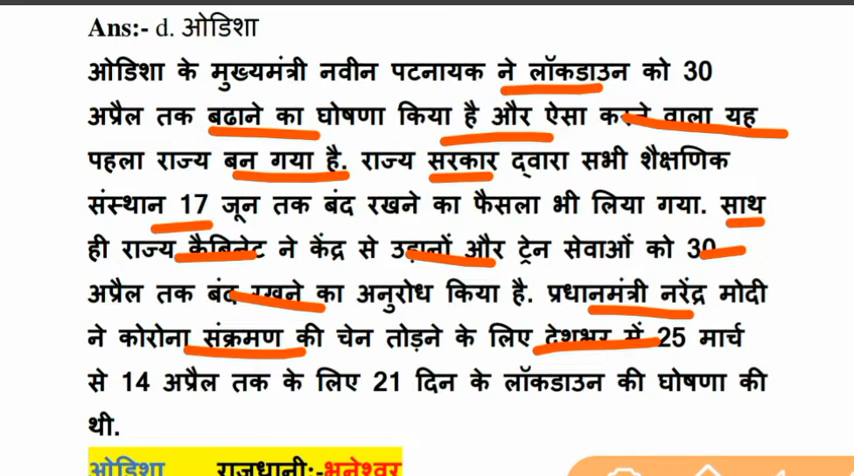 Ans:- d. ओडिशा
ओडिशा के मुख्यमंत्री नवीन पटनायक ने लॉकडाउन को 30
अप्रैल तक बढाने का घोषणा किया है और ऐसा करने वाला यह
पहला राज्य बन गया है. राज्य सरकार द्वारा सभी शैक्षणिक
संस्थान 17 जून तक बंद रखने का फैसला भी लिया गया. साथ
ही राज्य कैबिनेट ने केंद्र से उड़ानों और ट्रेन सेवाओं को 30
अप्रैल तक बंद रखने का अनुरोध किया है. प्रधानमंत्री नरेंद्र मोदी
ने कोरोना संक्रमण की चेन तोड़ने के लिए देशभर में 25 मार्च
से 14 अप्रैल तक के लिए 21 दिन के लॉकडाउन की घोषणा की
थी.
ओडिशा राजधानी:-भुनेश्वर